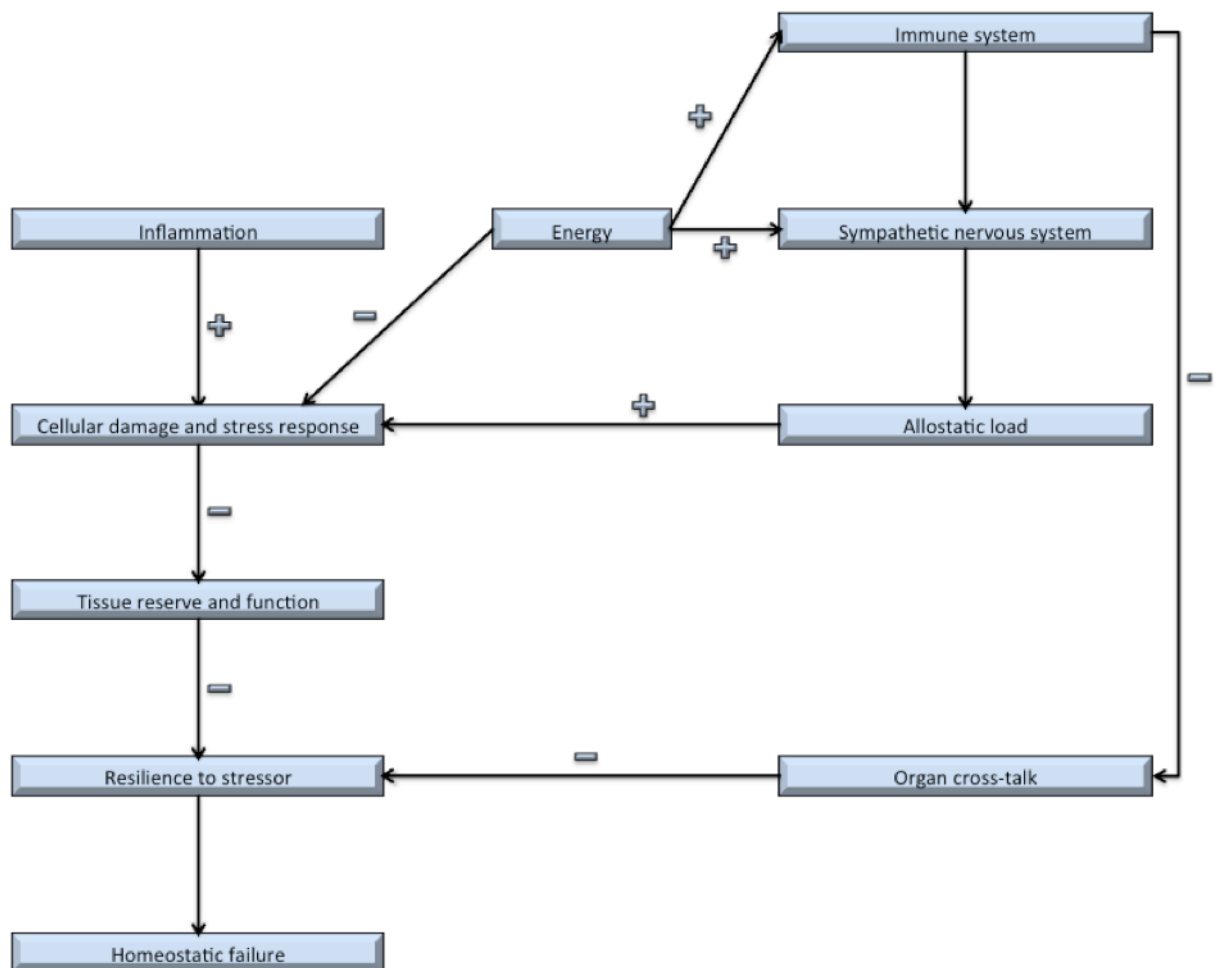 Immune system
Inflammation
Energy
Sympathetic nervous system
Cellular damage and stress response
Allostatic load
Tissue reserve and function
Resilience to stressor
Organ cross-talk
Homeostatic failure